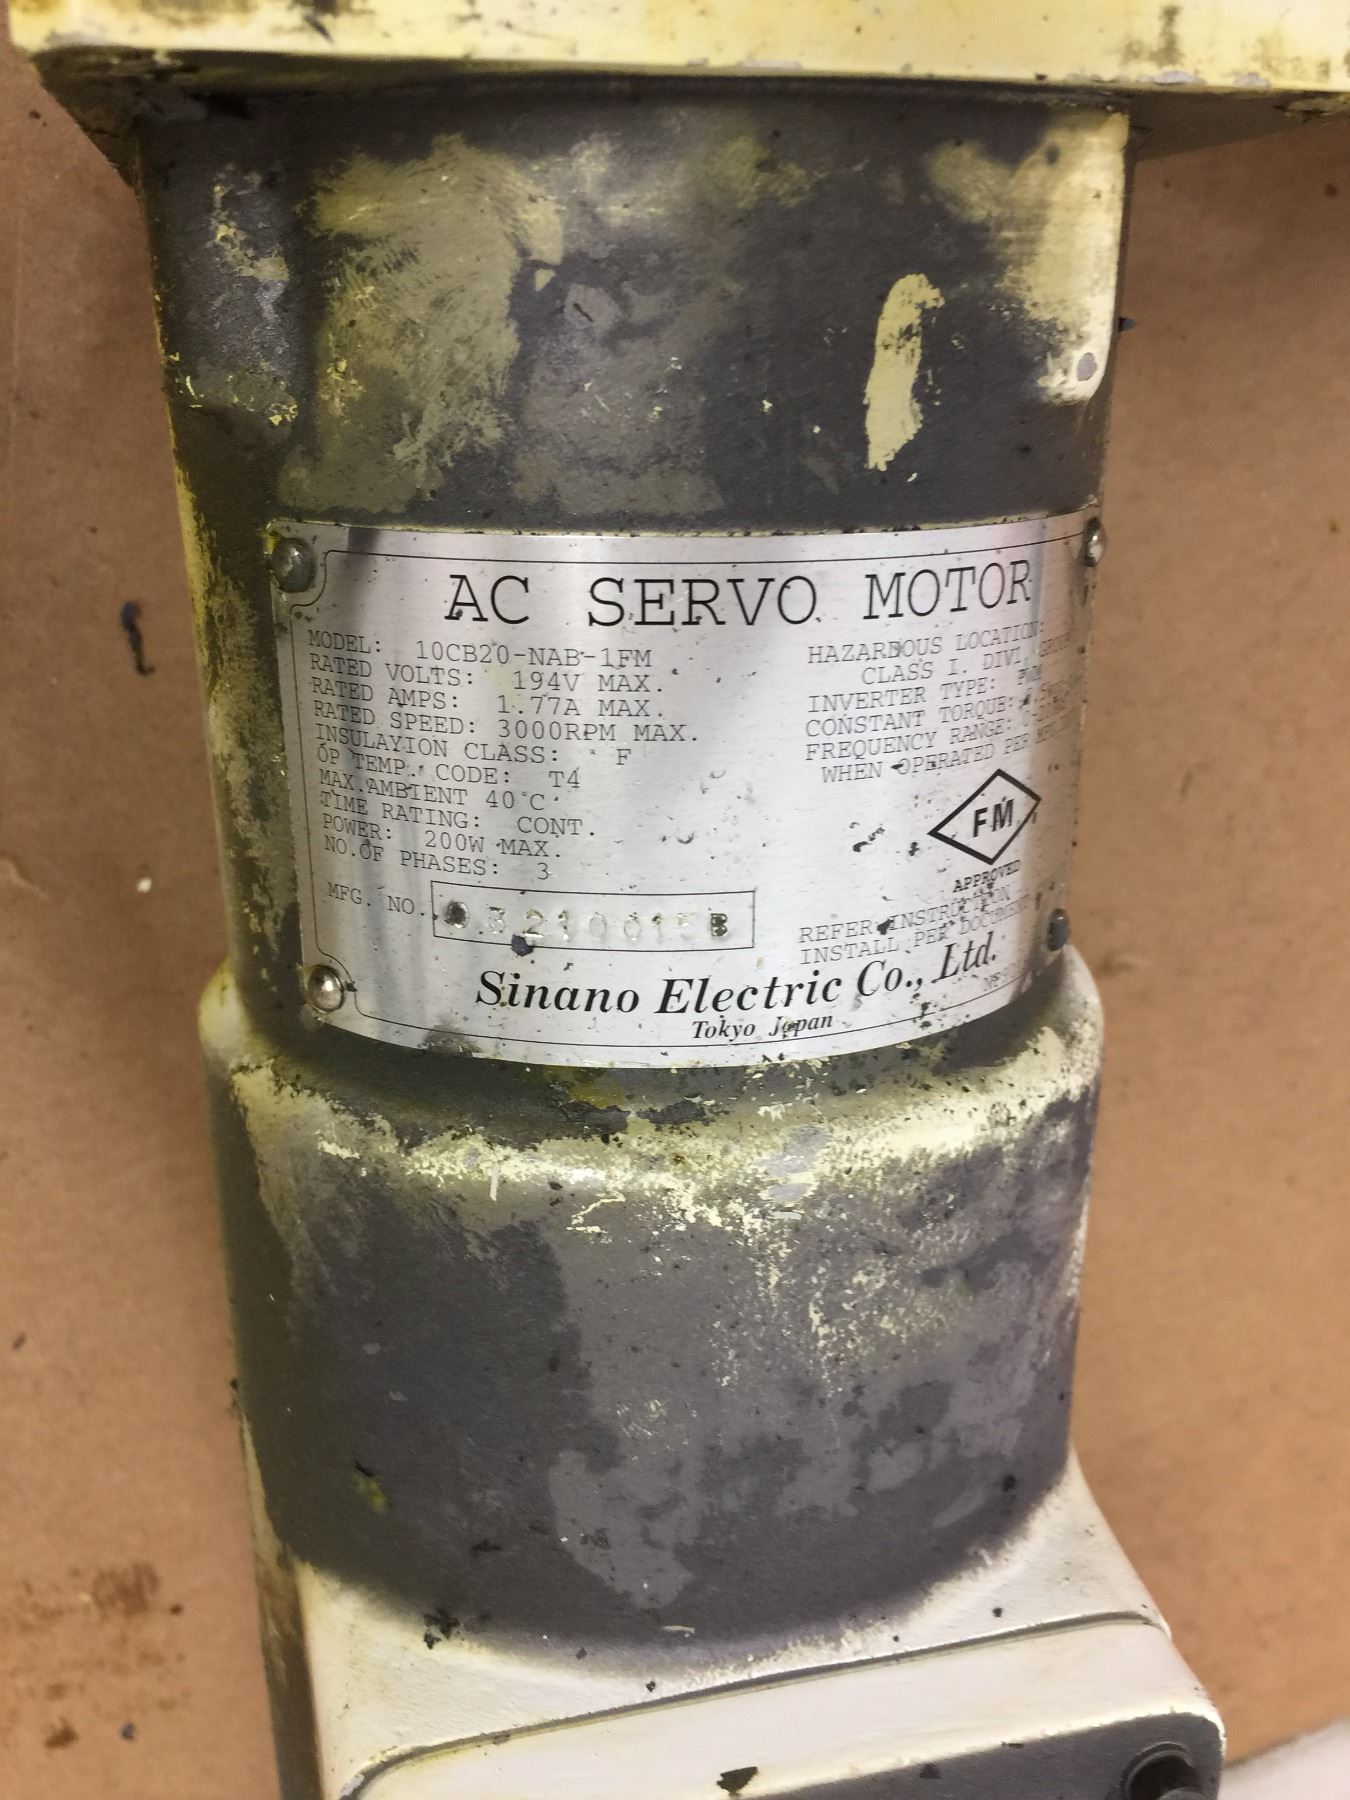 AC SERVO MOTOR
MODEL: 10CB20-NAB-1FM
RATED VOLTS: 194V MAX.
RATED AMPS: 1.77A MAX.
RATED SPEED: 3000RPM MAX.
INSULAYION CLASS: F
OP TEMP. CODE: T4
MAX.AMBIENT 40°C
TIME RATING: CONT.
POWER: 200W MAX.
NO.OF PHASES: 3
MFG. NO.
HAZARDOUS LOCATION:
CLASS I. DIV1
INVERTER TYPE: PWM
CONSTANT TORQUE:
FREQUENCY RANGE:
WHEN OPERATED PER
FM
APPROVED
REFER INSTRUCTION
INSTALL PER DOCUMENT
Sinano Electric Co., Ltd.
Tokyo Japan